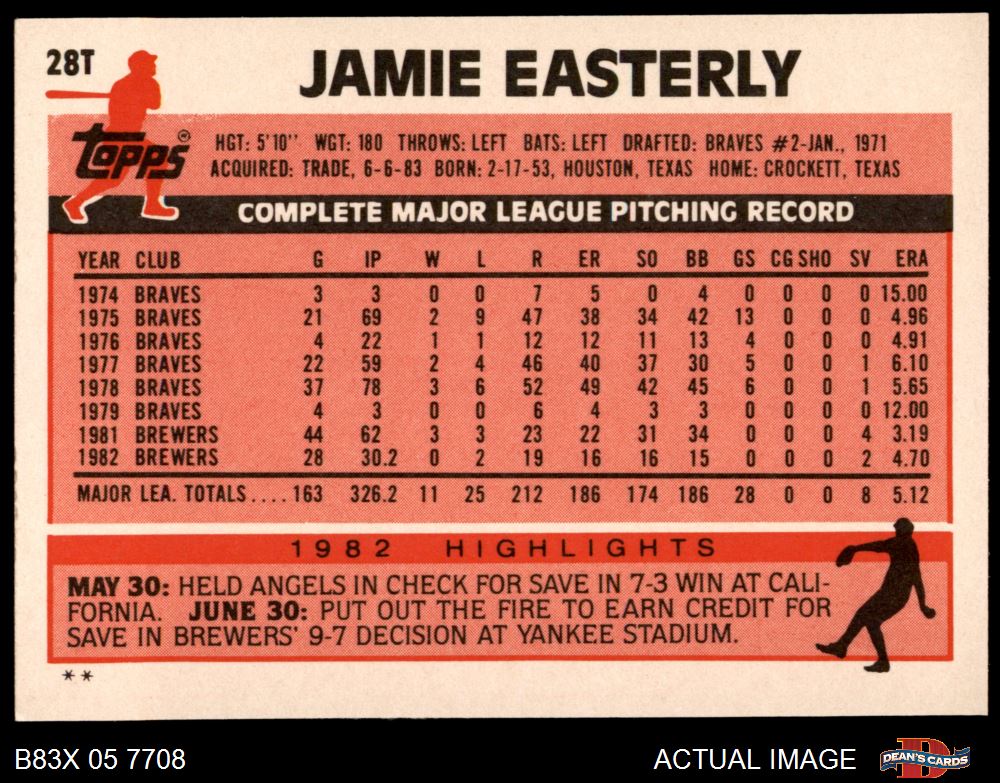 28T
JAMIE EASTERLY
Topps®
HGT: 5'10" WGT: 180 THROWS: LEFT BATS: LEFT DRAFTED: BRAVES #2-JAN., 1971
ACQUIRED: TRADE, 6-6-83 BORN: 2-17-53, HOUSTON, TEXAS HOME: CROCKETT, TEXAS
COMPLETE MAJOR LEAGUE PITCHING RECORD
YEAR CLUB G IP W L R ER SO BB GS CG SHO SV ERA
1974 BRAVES 3 3 0 0 7 5 0 4 0 0 0 0 15.00
1975 BRAVES 21 69 2 9 47 38 34 42 13 0 0 0 4.96
1976 BRAVES 4 22 1 1 12 12 11 13 4 0 0 0 4.91
1977 BRAVES 22 59 2 4 46 40 37 30 5 0 0 1 6.10
1978 BRAVES 37 78 3 6 52 49 42 45 6 0 0 1 5.65
1979 BRAVES 4 3 0 0 6 4 3 3 0 0 0 0 12.00
1981 BREWERS 44 62 3 3 23 22 31 34 0 0 0 4 3.19
1982 BREWERS 28 30.2 0 2 19 16 16 15 0 0 0 2 4.70
MAJOR LEA. TOTALS.... 163 326.2 11 25 212 186 174 186 28 0 0 8 5.12
1982 HIGHLIGHTS
MAY 30: HELD ANGELS IN CHECK FOR SAVE IN 7-3 WIN AT CALI-
FORNIA. JUNE 30: PUT OUT THE FIRE TO EARN CREDIT FOR
SAVE IN BREWERS' 9-7 DECISION AT YANKEE STADIUM.
**
B83X 05 7708
ACTUAL IMAGE
DEAN'S CARDS